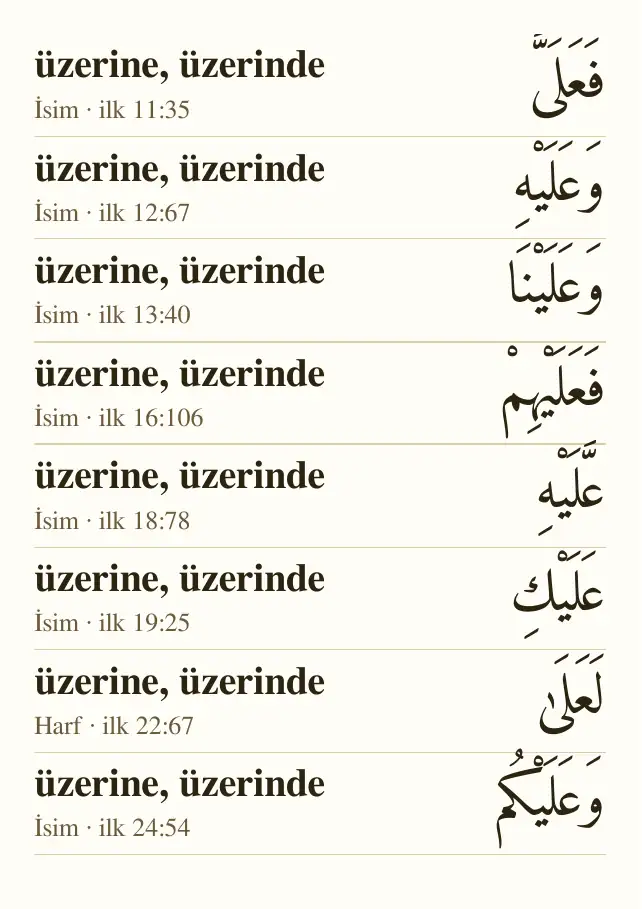 üzerine, üzerinde فَعَلَىَّ
İsim · ilk 11:35
üzerine, üzerinde وَعَلَيْهِ
İsim · ilk 12:67
üzerine, üzerinde وَعَلَيْنَا
İsim · ilk 13:40
üzerine, üzerinde فَعَلَيْهِمْ
İsim · ilk 16:106
üzerine, üzerinde عَّلَيْهِ
İsim · ilk 18:78
üzerine, üzerinde عَلَيْكِ
İsim · ilk 19:25
üzerine, üzerinde لَعَلَىٰ
Harf · ilk 22:67
üzerine, üzerinde وَعَلَيْكُم
İsim · ilk 24:54